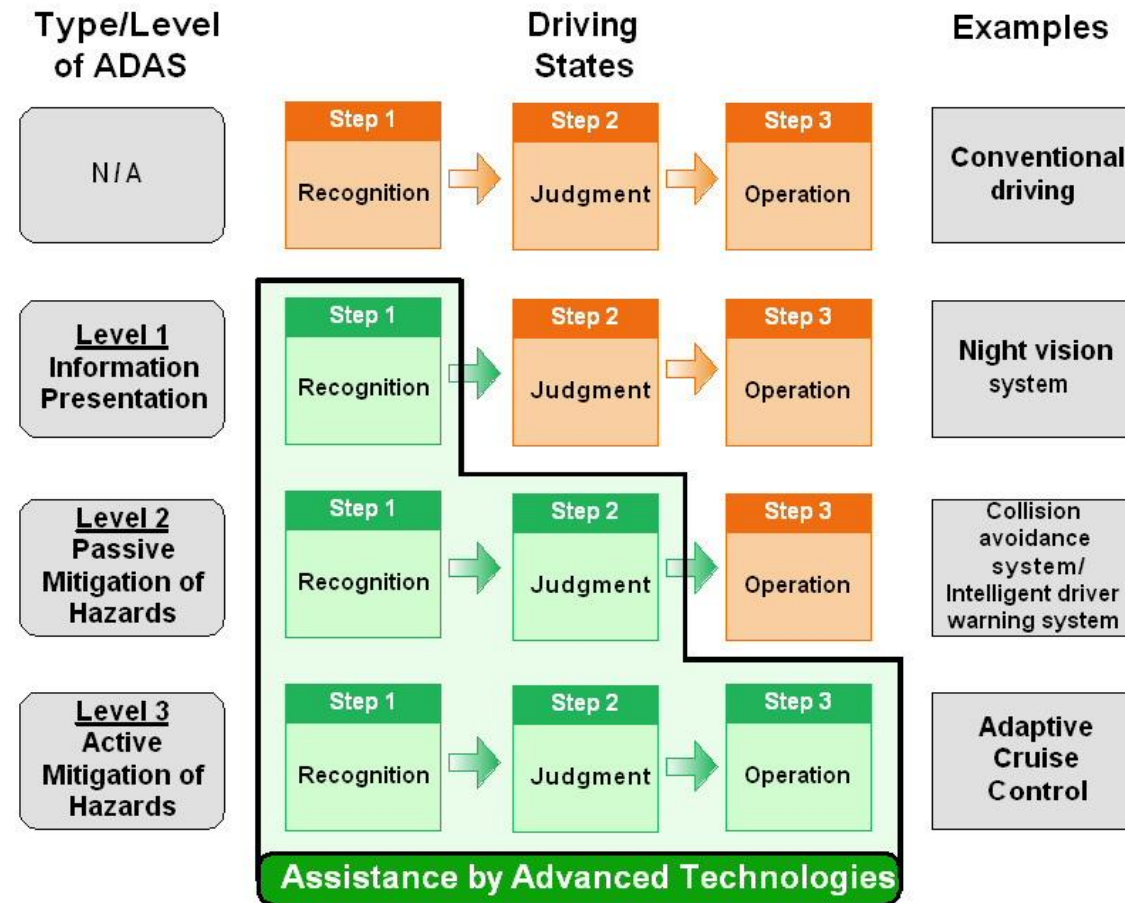 Type/Level
of ADAS
Driving
States
Examples
N/A
Step 1
Recognition
Step 2
Judgment
Step 3
Operation
Conventional
driving
Level 1
Information
Presentation
Step 1
Recognition
Step 2
Judgment
Step 3
Operation
Night vision
system
Level 2
Passive
Mitigation of
Hazards
Step 1
Recognition
Step 2
Judgment
Step 3
Operation
Collision
avoidance
system/
Intelligent driver
warning system
Level 3
Active
Mitigation of
Hazards
Step 1
Recognition
Step 2
Judgment
Step 3
Operation
Adaptive
Cruise
Control
Assistance by Advanced Technologies